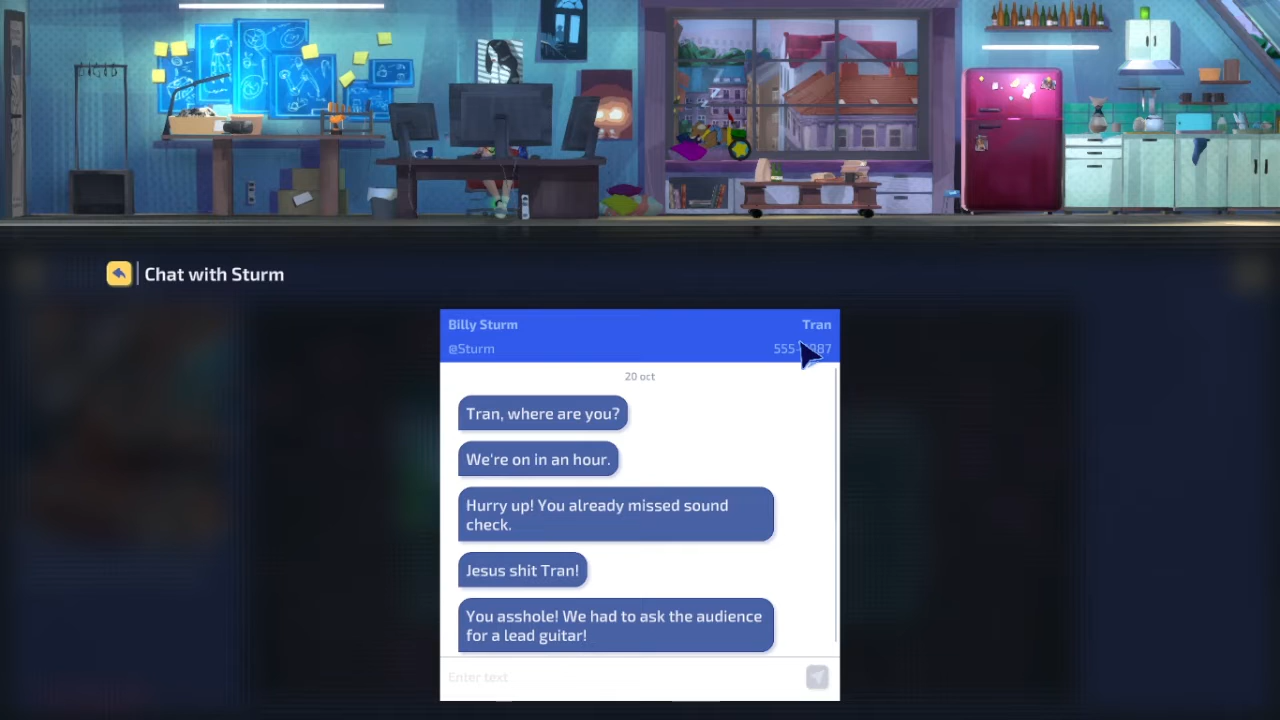 Chat with Sturm
Billy Sturm
Tran
@Sturm
20 oct
Tran, where are you?
We're on in an hour.
Hurry up! You already missed sound
check.
Jesus shit Tran!
You asshole! We had to ask the audience
for a lead guitar!
Enter text